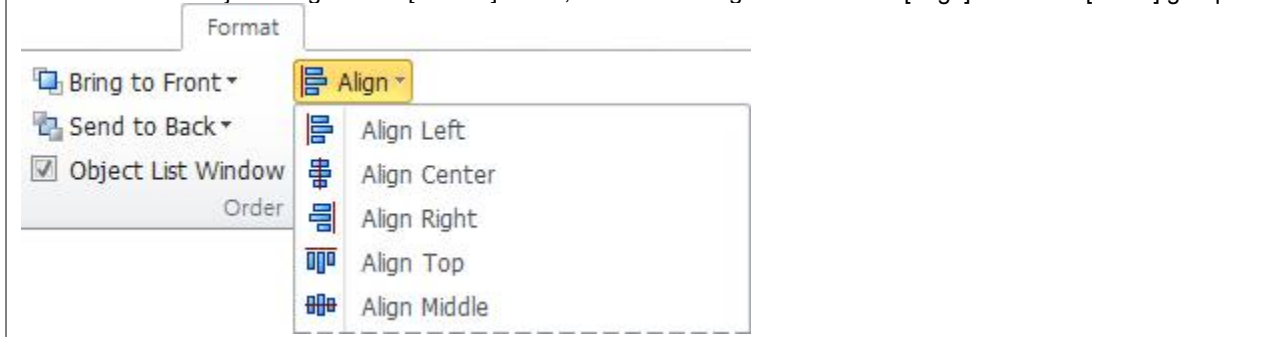 Format
Bring to Front
Align
Send to Back
Align Left
Align Center
Object List Window
Order
Align Right
Align Top
Align Middle